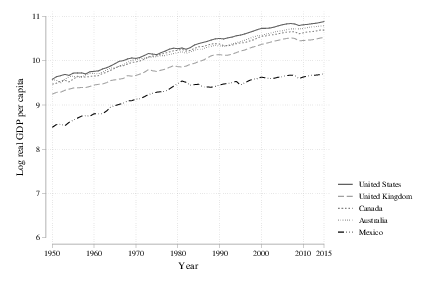 11
10
9
8
7
6
Log real GDP per capita
1950
1960
1970
1980
1990
2000
2010
2015
Year
United States
United Kingdom
Canada
Australia
Mexico